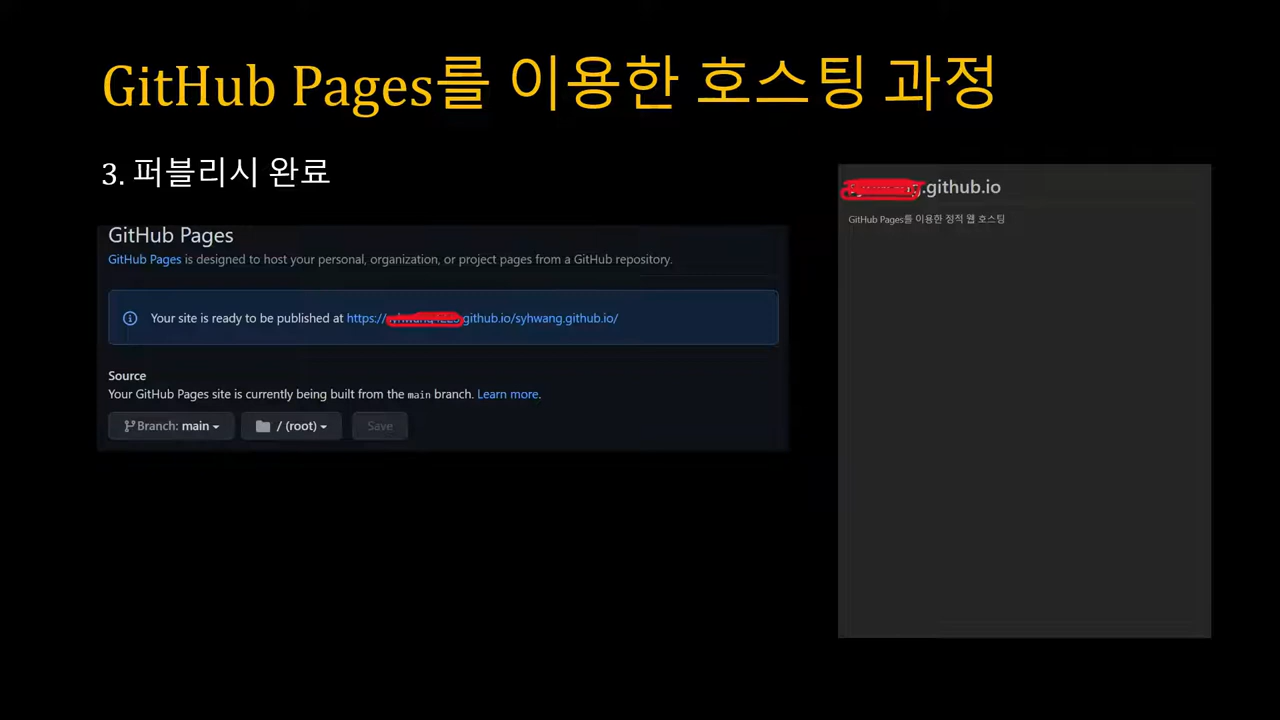 GitHub Pages를 이용한 호스팅 과정
3. 퍼블리시 완료
GitHub Pages
GitHub Pages is designed to host your personal, organization, or project pages from a GitHub repository.
Your site is ready to be published at https:// github.io/syhwang.github.io/
Source
Your GitHub Pages site is currently being built from the main branch. Learn more.
Branch: main
/ (root)
Save
.github.io
GitHub Pages를 이용한 정적 웹 호스팅